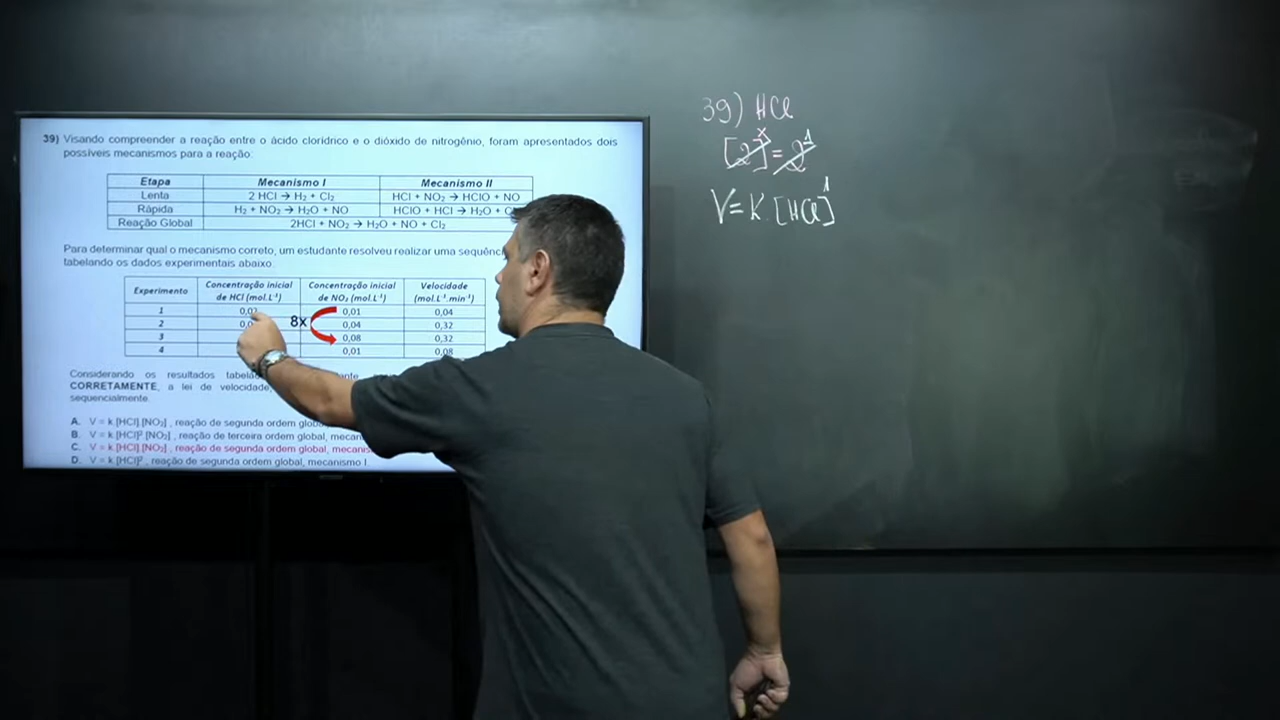 39) Visando compreender a reação entre o ácido clorídrico e o dióxido de nitrogênio, foram apresentados dois
possíveis mecanismos para a reação:
Etapa Mecanismo I Mecanismo II
Lenta 2 HCl → H₂ + Cl₂ HCl + NO₂ → HClO + NO
Rápida H₂ + NO₂ → H₂O + NO HClO + HCl → H₂O +
Reação Global 2HCl + NO₂ → H₂O + NO + Cl₂
Para determinar qual o mecanismo correto, um estudante resolveu realizar uma
tabelando os dados experimentais abaixo.
Experimento Concentração inicial de HCl (mol.L⁻¹) Concentração inicial de NO₂ (mol.L⁻¹) Velocidade (mol.L⁻¹.min⁻¹)
1 0,01 0,04
2 0,04 0,32
3 0,08 0,32
4 0,01 0,08
8x
Considerando os resultados
CORRETAMENTE, a lei de velocidade,
sequencialmente.
A. V = k [HCl] [NO₂] , reação de segunda ordem
B. V = k [HCl]² [NO₂] , reação de terceira ordem global,
C. V = k [HCl] [NO₂] , reação de segunda ordem global,
D. V = k [HCl]² , reação de segunda ordem global, mecanismo I.
39) HCl
[2]ˣ = 2¹
V = K [HCl]¹